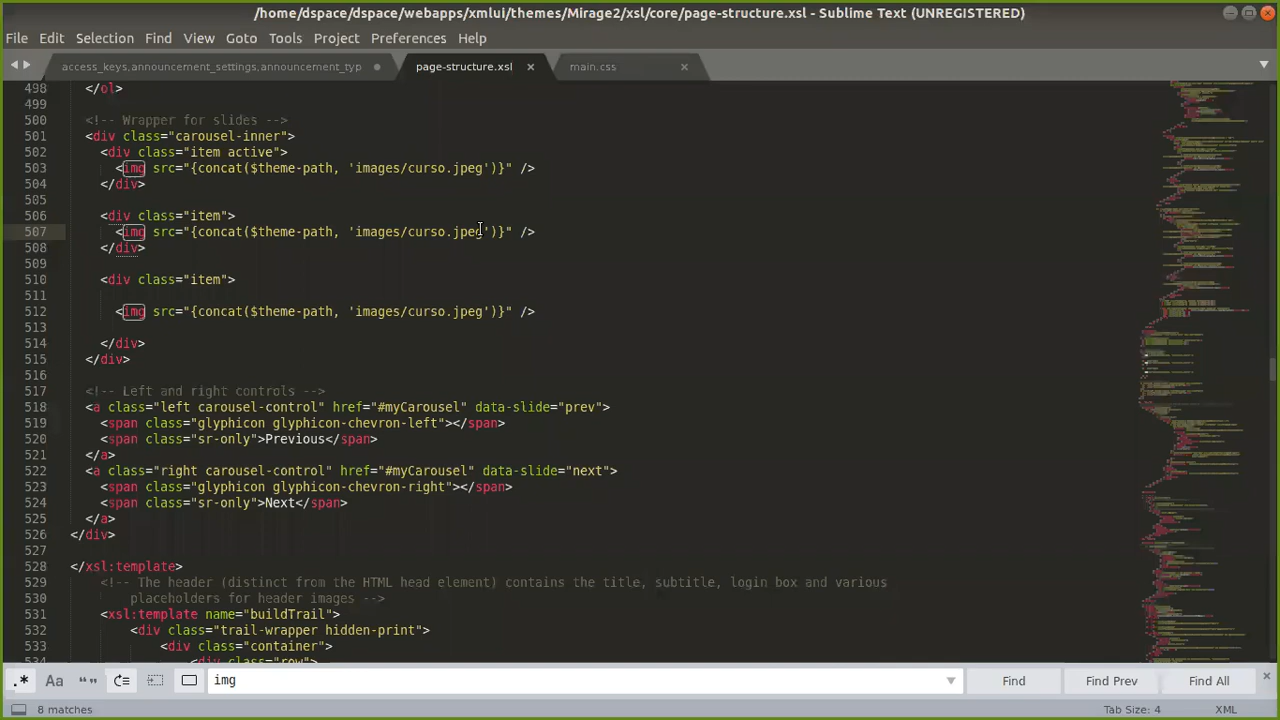 /home/dspace/dspace/webapps/xmlui/themes/Mirage2/xsl/core/page-structure.xsl - Sublime Text (UNREGISTERED)
File Edit Selection Find View Goto Tools Project Preferences Help
access_keys,announcement_settings,announcement_typ page-structure.xsl main.css
498 </ol>
499
500 <!-- Wrapper for slides -->
501 <div class="carousel-inner">
502 <div class="item active">
503 <img src="{concat($theme-path, 'images/curso.jpeg')}" />
504 </div>
505
506 <div class="item">
507 <img src="{concat($theme-path, 'images/curso.jpeg')}" />
508 </div>
509
510 <div class="item">
511
512 <img src="{concat($theme-path, 'images/curso.jpeg')}" />
513
514 </div>
515 </div>
516
517 <!-- Left and right controls -->
518 <a class="left carousel-control" href="#myCarousel" data-slide="prev">
519 <span class="glyphicon glyphicon-chevron-left"></span>
520 <span class="sr-only">Previous</span>
521 </a>
522 <a class="right carousel-control" href="#myCarousel" data-slide="next">
523 <span class="glyphicon glyphicon-chevron-right"></span>
524 <span class="sr-only">Next</span>
525 </a>
526 </div>
527
528 </xsl:template>
529 <!-- The header (distinct from the HTML head element) contains the title, subtitle, login box and various
530 placeholders for header images -->
531 <xsl:template name="buildTrail">
532 <div class="trail-wrapper hidden-print">
533 <div class="container">
534 <div class="row">
.* Aa “” img Find Find Prev Find All
8 matches Tab Size: 4 XML